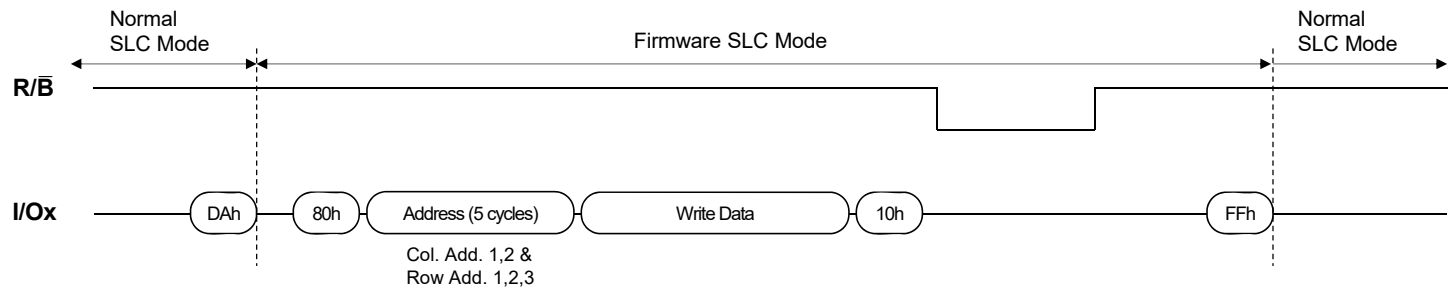 Normal
SLC Mode
Firmware SLC Mode
Normal
SLC Mode
R/B̅
I/Ox
DAh
80h
Address (5 cycles)
Write Data
10h
FFh
Col. Add. 1,2 &
Row Add. 1,2,3